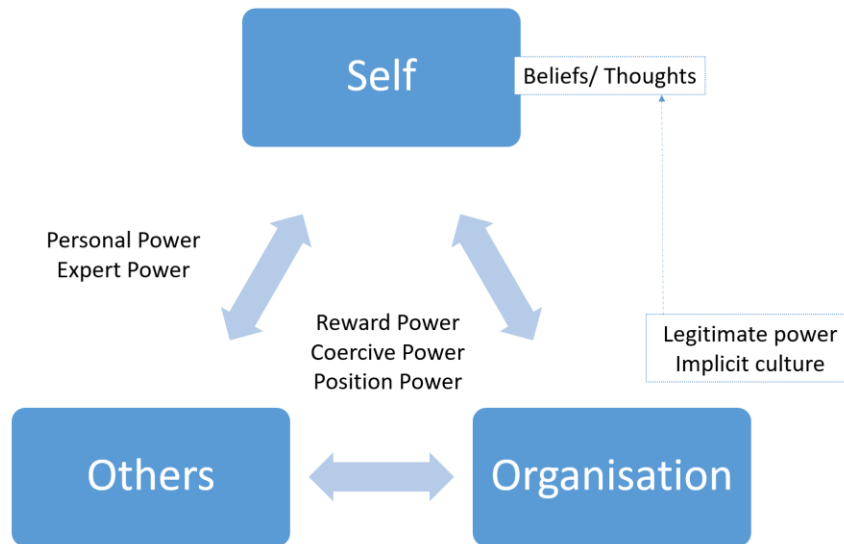 Self
Beliefs/ Thoughts
Personal Power
Expert Power
Reward Power
Coercive Power
Position Power
Legitimate power
Implicit culture
Others
Organisation